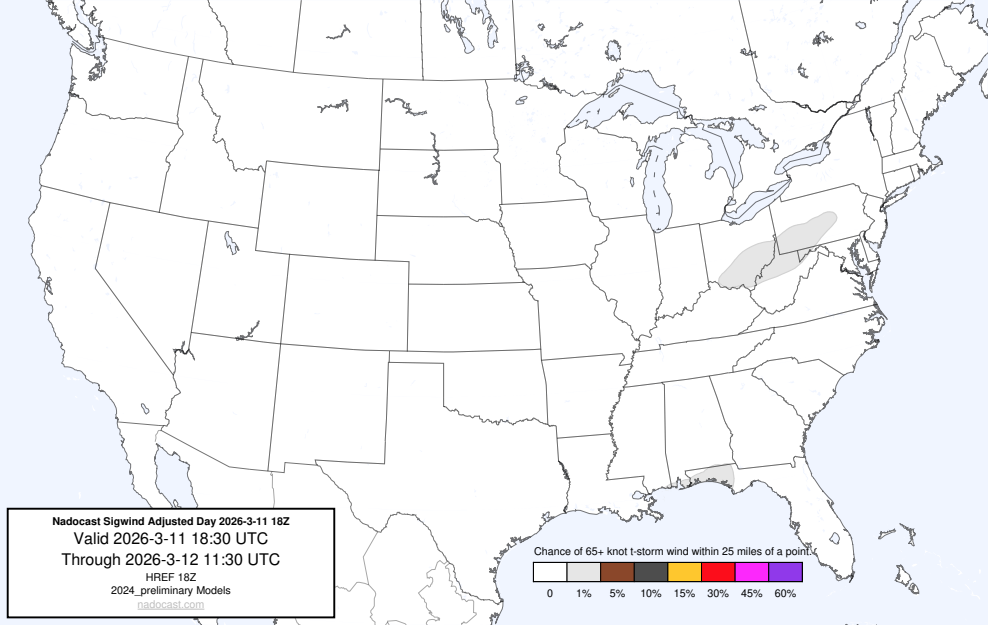 Nadocast Sigwind Adjusted Day 2026-3-11 18Z
Valid 2026-3-11 18:30 UTC
Through 2026-3-12 11:30 UTC
HREF 18Z
2024_preliminary Models
nadocast.com
Chance of 65+ knot t-storm wind within 25 miles of a point.
0 1% 5% 10% 15% 30% 45% 60%